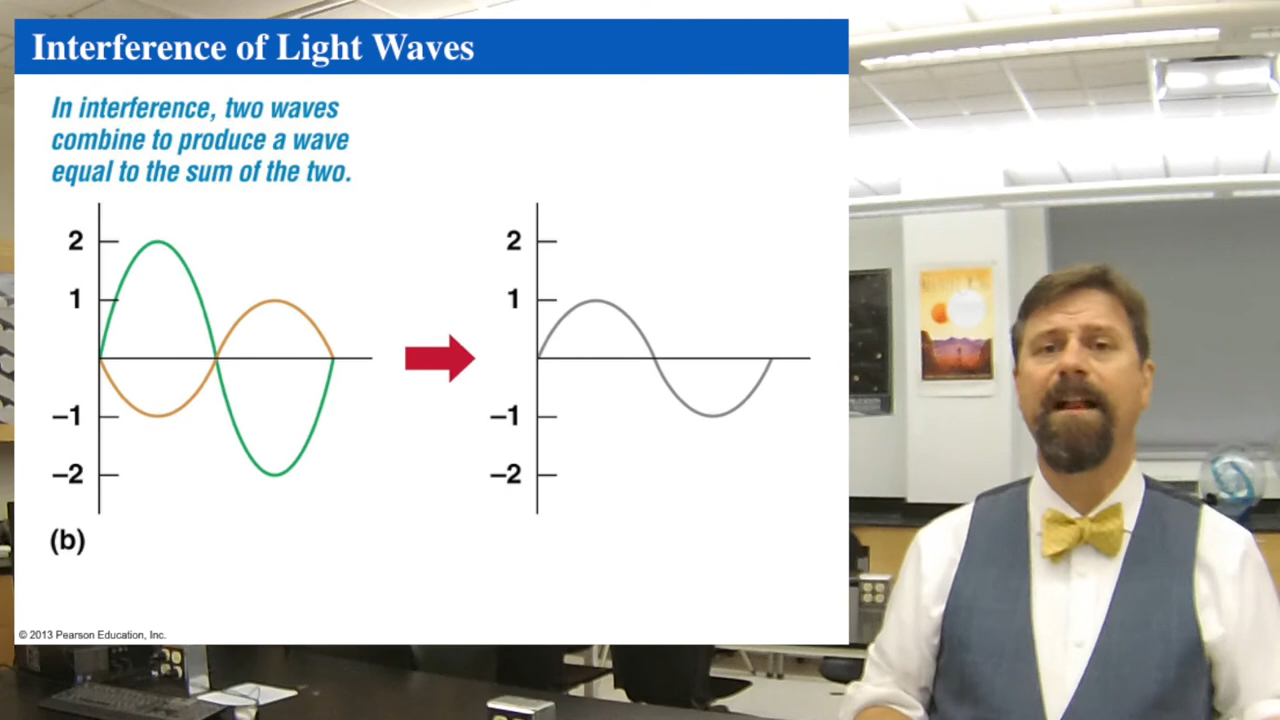 Interference of Light Waves
In interference, two waves
combine to produce a wave
equal to the sum of the two.
2
1
–1
–2
2
1
–1
–2
(b)
© 2013 Pearson Education, Inc.